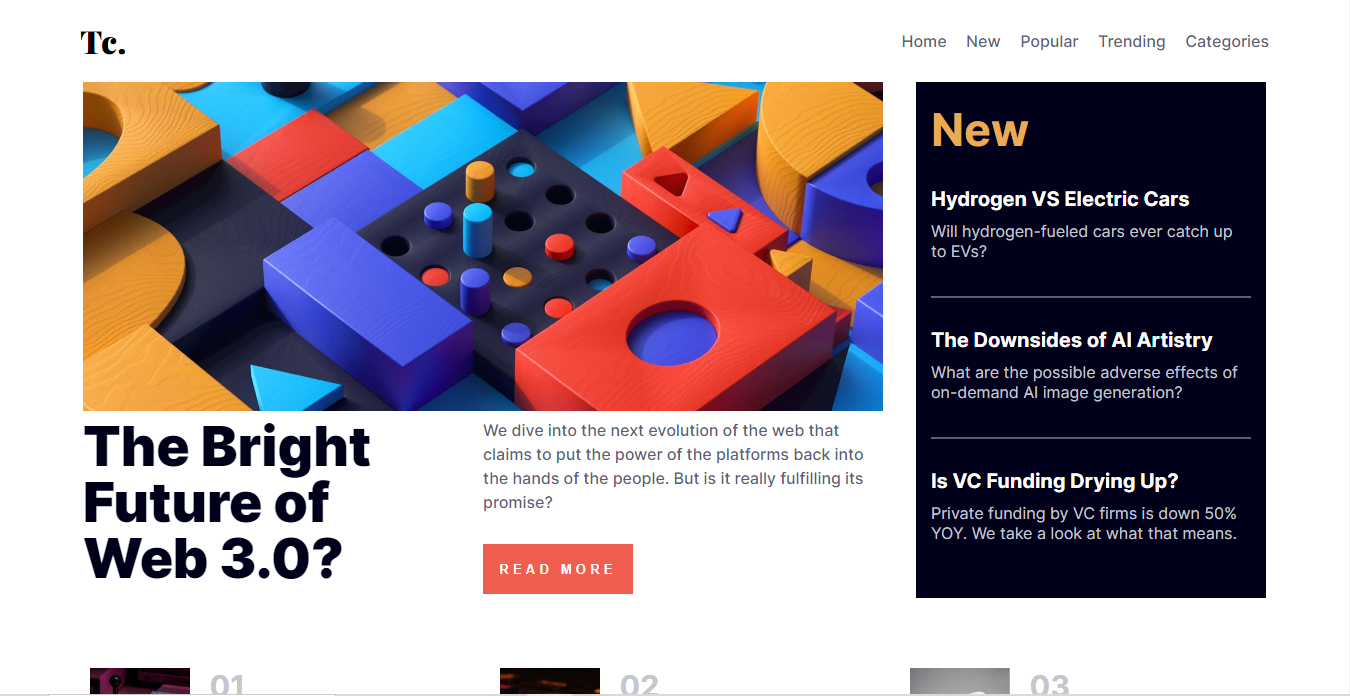 Tc.
Home New Popular Trending Categories
The Bright
Future of
Web 3.0?
We dive into the next evolution of the web that
claims to put the power of the platforms back into
the hands of the people. But is it really fulfilling its
promise?
READ MORE
New
Hydrogen VS Electric Cars
Will hydrogen-fueled cars ever catch up
to EVs?
The Downsides of AI Artistry
What are the possible adverse effects of
on-demand AI image generation?
Is VC Funding Drying Up?
Private funding by VC firms is down 50%
YOY. We take a look at what that means.
01 02 03